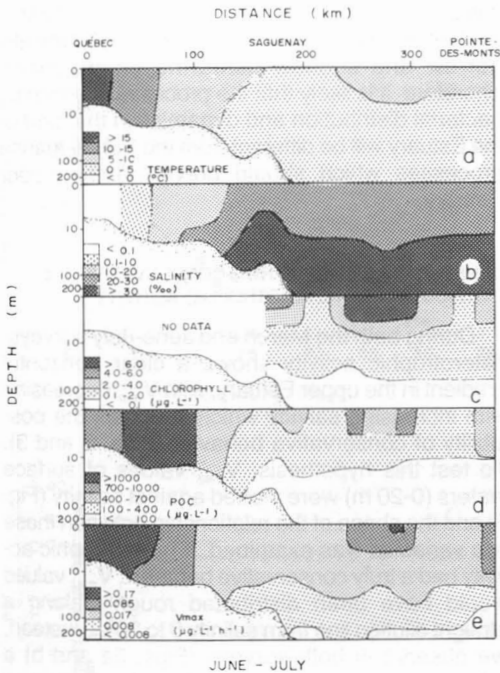 DISTANCE (km)
QUÉBEC SAGUENAY POINTE-
DES-MONTS
0 100 200 300
0
10
100
200
> 15
10-15
5-10
0-5
< 0
TEMPERATURE
(°C)
a
0
10
100
200
< 0.1
0.1-10
10-20
20-30
> 30
SALINITY
(‰)
b
DEPTH (m)
0
10
100
200
NO DATA
> 6.0
4.0-6.0
2.0-4.0
0.1-2.0
< 0.1
CHLOROPHYLL
(µg·L⁻¹)
c
0
10
100
200
>1000
700-1000
400-700
100-400
< 100
(µg·L⁻¹)
d
0
10
100
200
>0.17
0.085
0.017
0.008
< 0.008
Vmax
(µg·L⁻¹·h⁻¹)
e
JUNE - JULY